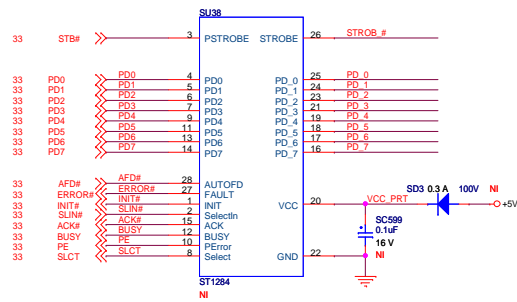 SU38
33 STB# 3 PSTROBE STROBE 26 STROB_#
33 PD0 PD0 4 PD0 PD_0 25 PD_0
33 PD1 PD1 5 PD1 PD_1 24 PD_1
33 PD2 PD2 6 PD2 PD_2 23 PD_2
33 PD3 PD3 7 PD3 PD_3 21 PD_3
33 PD4 PD4 9 PD4 PD_4 19 PD_4
33 PD5 PD5 11 PD5 PD_5 18 PD_5
33 PD6 PD6 13 PD6 PD_6 17 PD_6
33 PD7 PD7 14 PD7 PD_7 16 PD_7
33 AFD# AFD# 28 AUTOFD
33 ERROR# ERROR# 27 FAULT
33 INIT# INIT# 1 INIT VCC 20 VCC_PRT
33 SLIN# SLIN# 2 SelectIn
33 ACK# ACK# 15 ACK
33 BUSY BUSY 12 BUSY
33 PE PE 10 PError
33 SLCT SLCT 8 Select GND 22
SD3 0.3 A 100V NI
+5V
SC599
0.1uF
16 V
NI
ST1284
NI